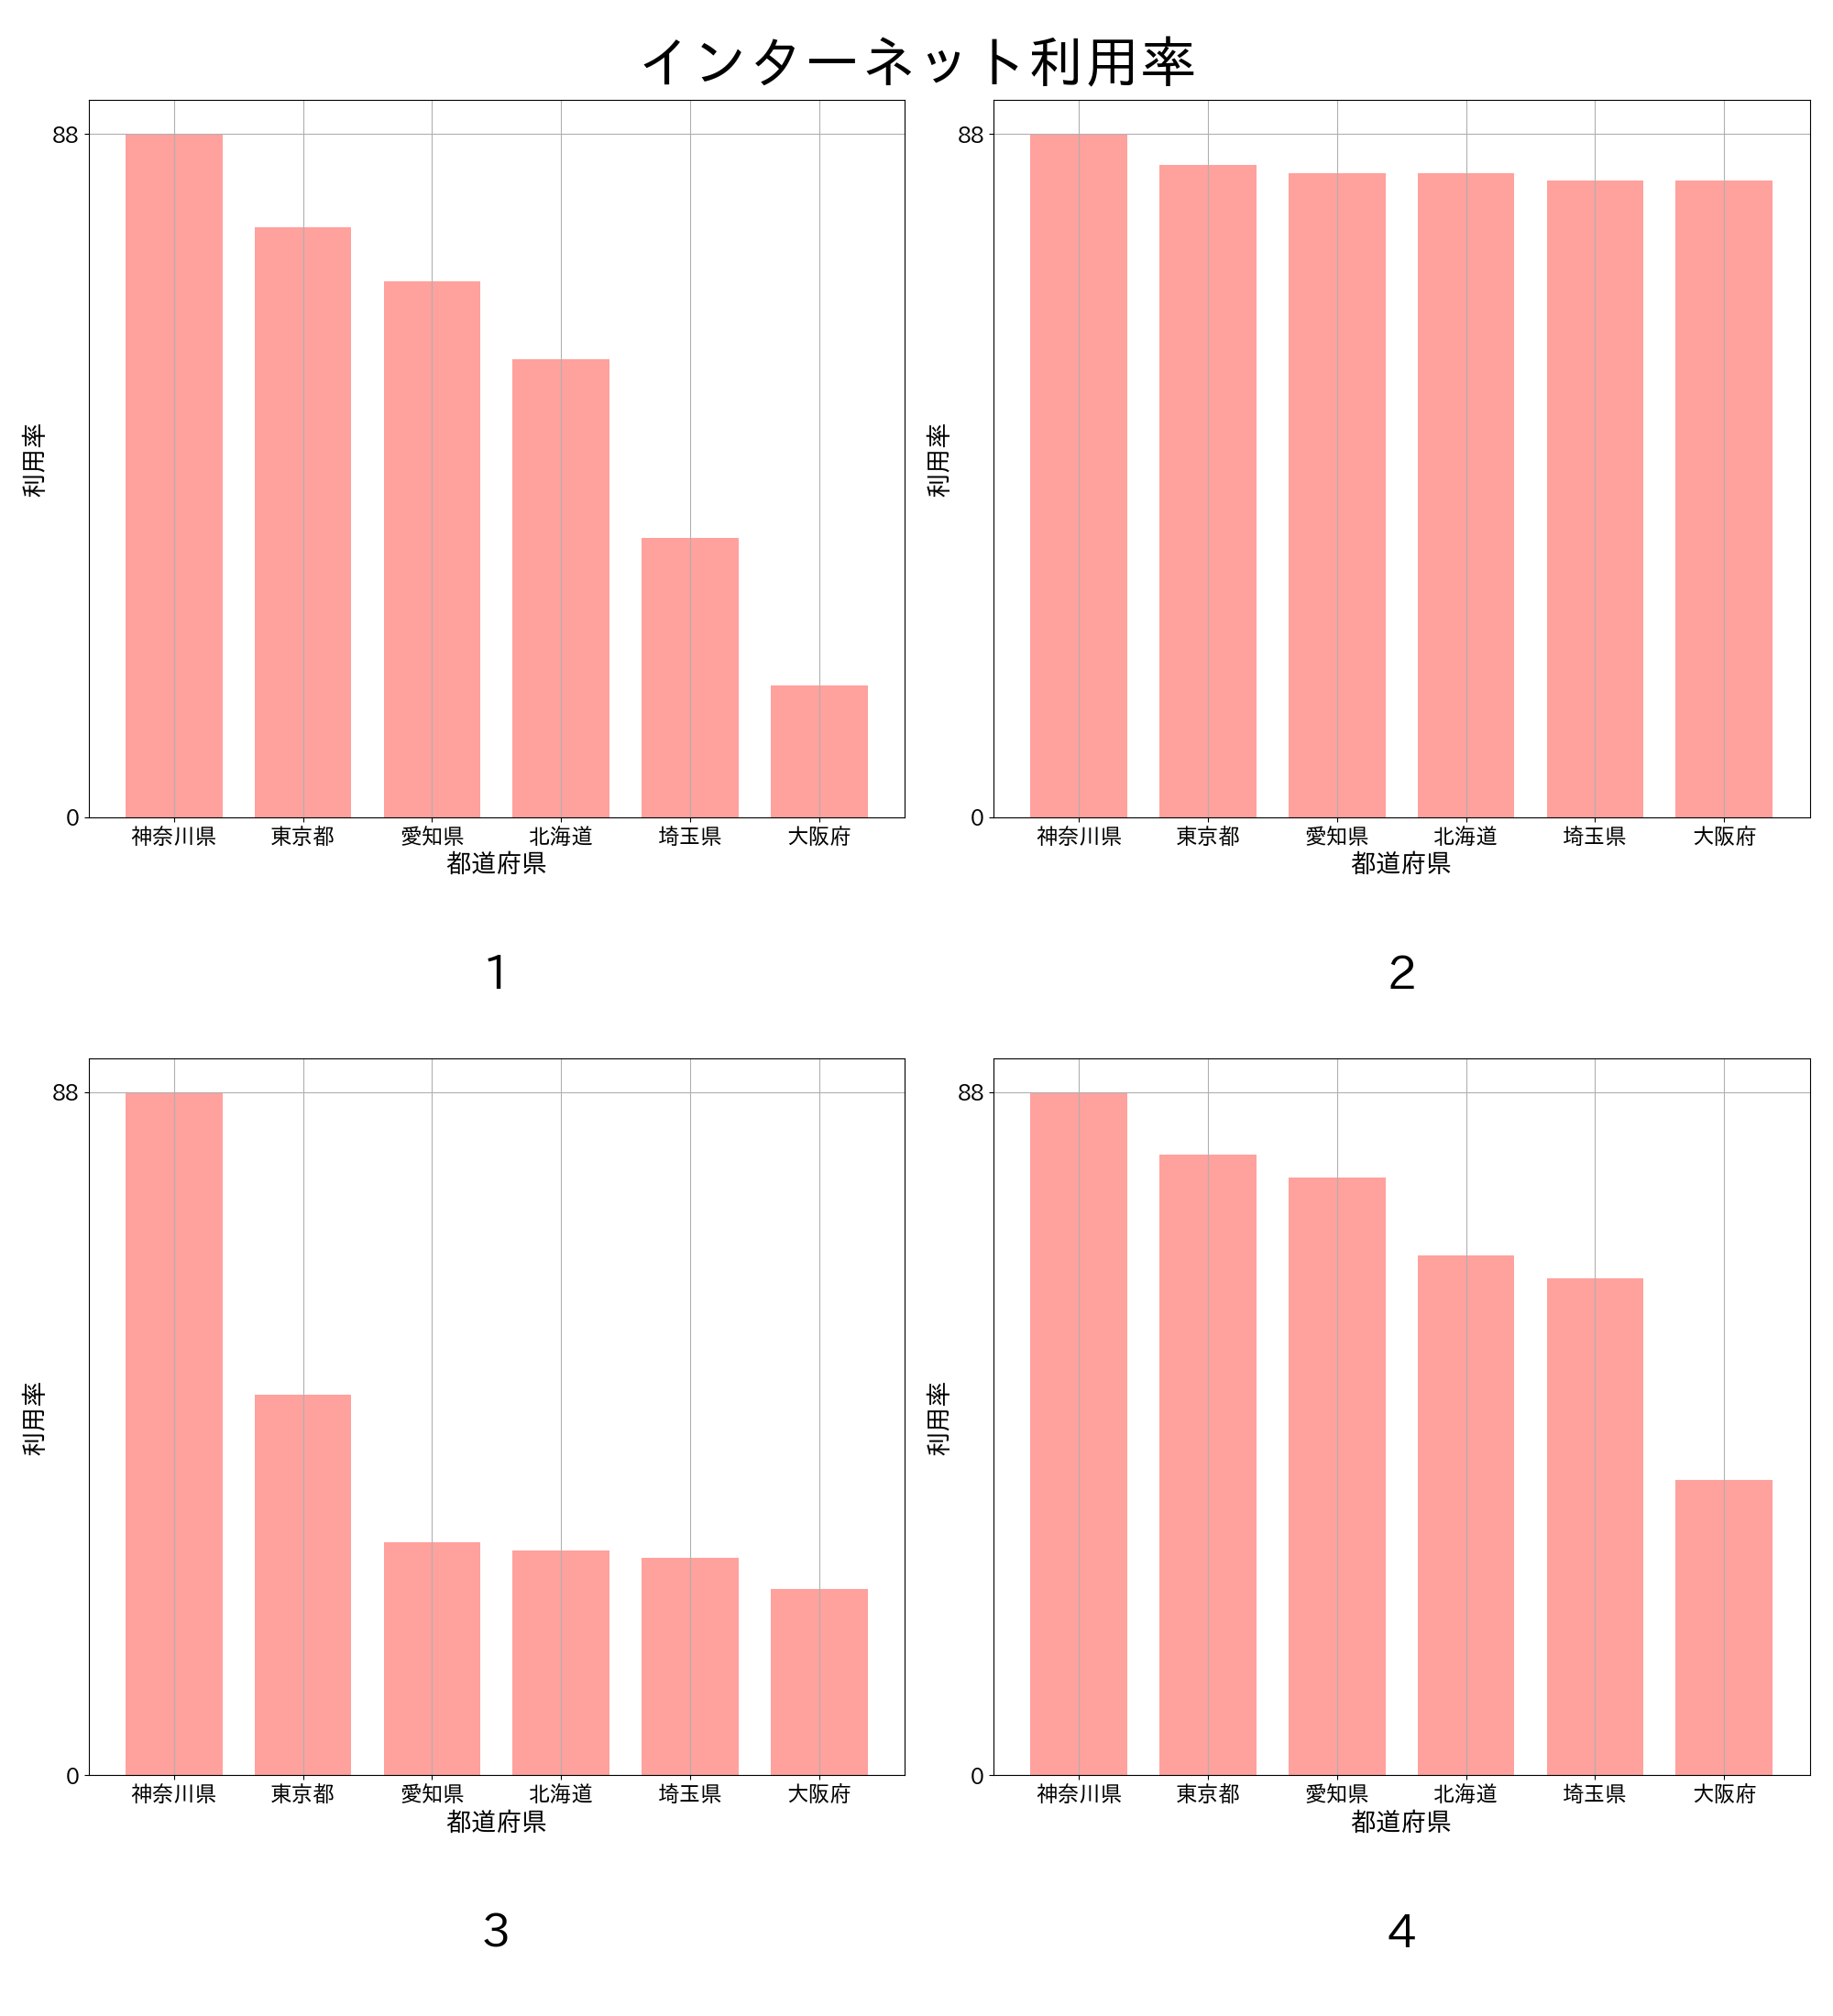 インターネット利用率
88
0
利用率
神奈川県 東京都 愛知県 北海道 埼玉県 大阪府
都道府県
1
88
0
利用率
神奈川県 東京都 愛知県 北海道 埼玉県 大阪府
都道府県
2
88
0
利用率
神奈川県 東京都 愛知県 北海道 埼玉県 大阪府
都道府県
3
88
0
利用率
神奈川県 東京都 愛知県 北海道 埼玉県 大阪府
都道府県
4